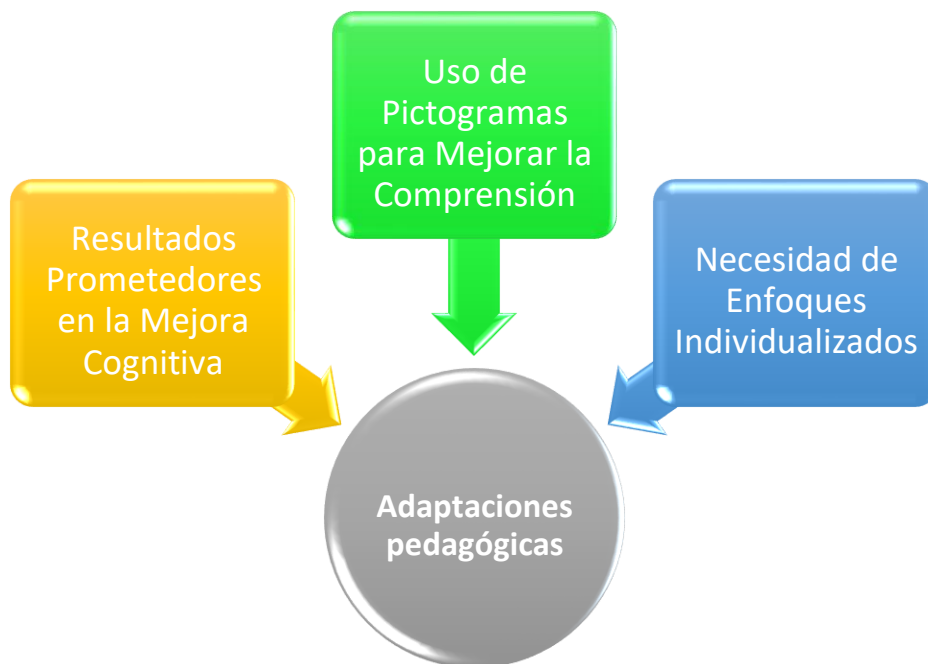 Uso de
Pictogramas
para Mejorar la
Comprensión
Resultados
Prometedores
en la Mejora
Cognitiva
Necesidad de
Enfoques
Individualizados
Adaptaciones
pedagógicas